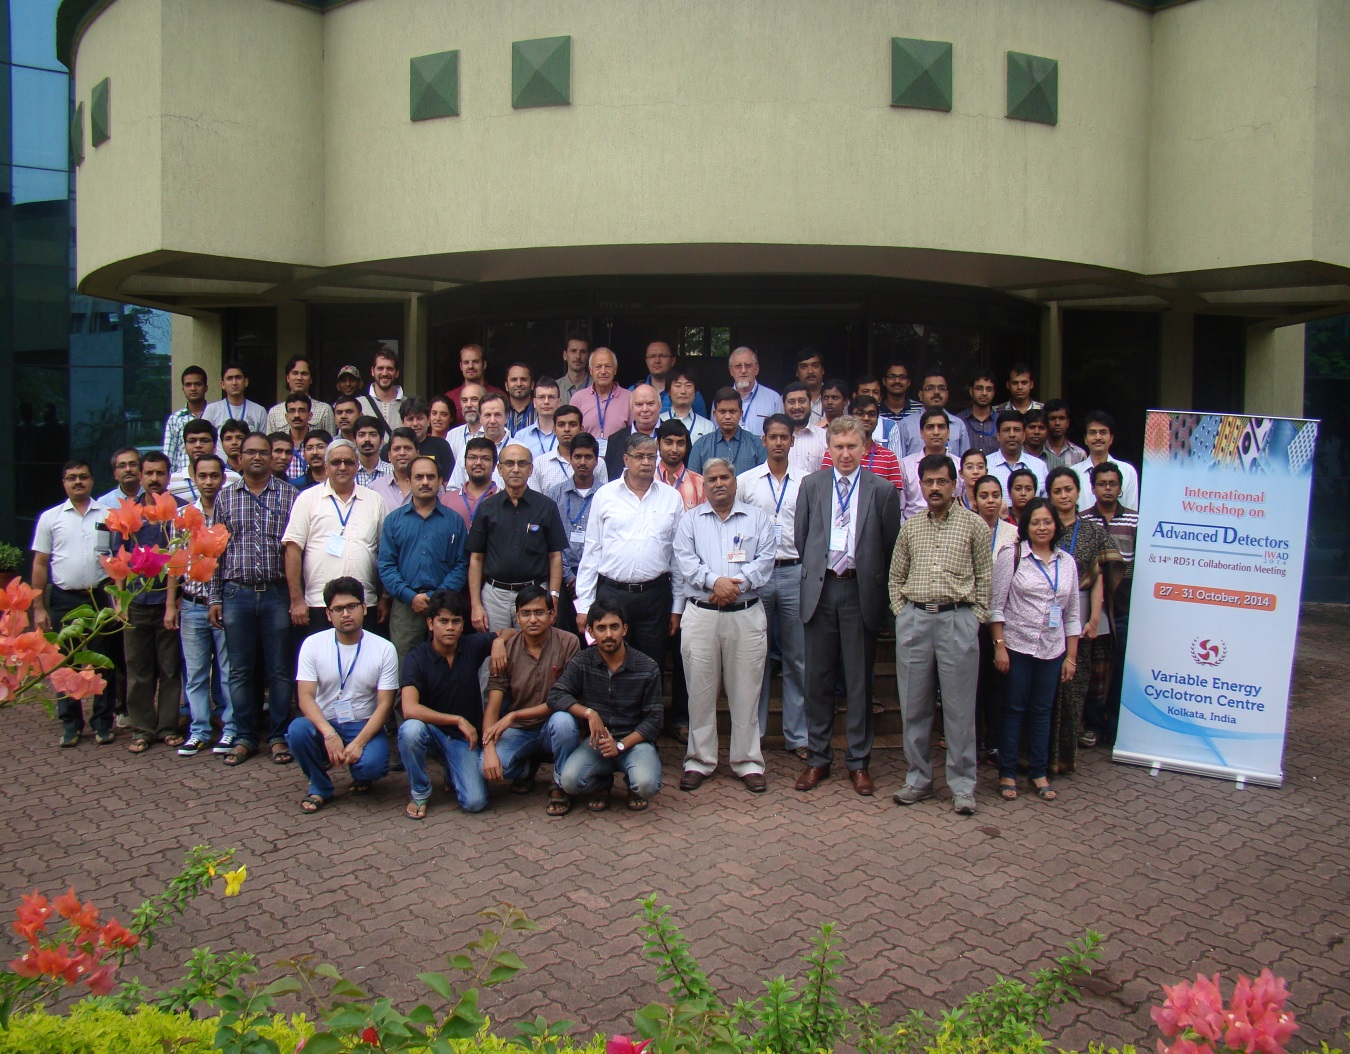 International
Workshop on
Advanced Detectors
IWAD
2014
& 14th RD51 Collaboration Meeting
27 - 31 October, 2014
Variable Energy
Cyclotron Centre
Kolkata, India